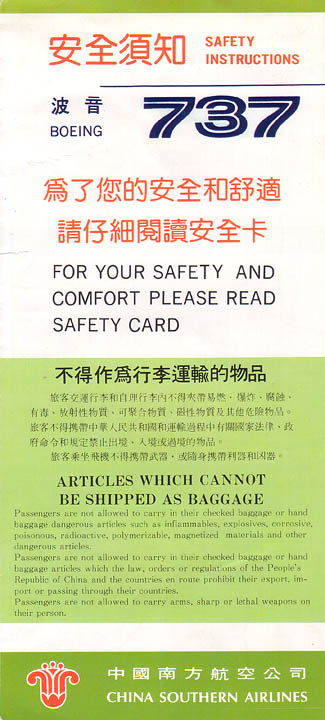 安全須知 SAFETY INSTRUCTIONS
波音 BOEING 737
為了您的安全和舒適
請仔細閱讀安全卡
FOR YOUR SAFETY AND
COMFORT PLEASE READ
SAFETY CARD
不得作為行李運輸的物品
旅客交運行李和自理行李內不得夾帶易燃、爆炸、腐蝕、
有毒、放射性物質、可聚合物質、磁性物質及其他危險物品。
旅客不得攜帶中華人民共和國和運輸過程中有關國家法律、政
府命令和規定禁止出境、入境或過境的物品。
旅客乘坐飛機不得攜帶武器，或隨身攜帶利器和凶器。
ARTICLES WHICH CANNOT
BE SHIPPED AS BAGGAGE
Passengers are not allowed to carry in their checked baggage or hand
baggage dangerous articles such as inflammables, explosives, corrosive,
poisonous, radioactive, polymerizable, magnetized materials and other
dangerous articles.
Passengers are not allowed to carry in their checked baggage or hand
baggage articles which the law, orders or regulations of the People's
Republic of China and the countries en route prohibit their export, im-
port or passing through their countries.
Passengers are not allowed to carry arms, sharp or lethal weapons on
their person.
中國南方航空公司
CHINA SOUTHERN AIRLINES